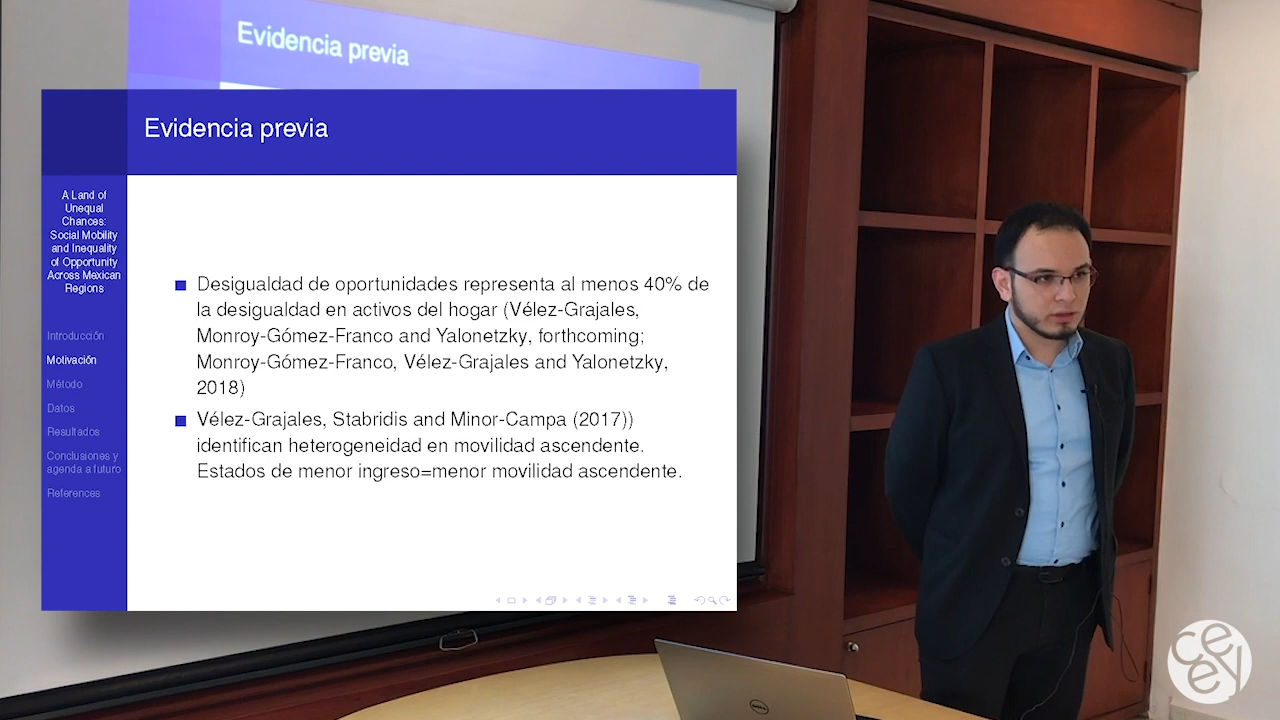 Evidencia previa
Evidencia previa
A Land of
Unequal
Chances:
Social Mobility
and Inequality
of Opportunity
Across Mexican
Regions
Introducción
Motivación
Método
Datos
Resultados
Conclusiones y
agenda a futuro
References
Desigualdad de oportunidades representa al menos 40% de
la desigualdad en activos del hogar (Vélez-Grajales,
Monroy-Gómez-Franco and Yalonetzky, forthcoming;
Monroy-Gómez-Franco, Vélez-Grajales and Yalonetzky,
2018)
Vélez-Grajales, Stabridis and Minor-Campa (2017))
identifican heterogeneidad en movilidad ascendente.
Estados de menor ingreso=menor movilidad ascendente.
DELL
ceey